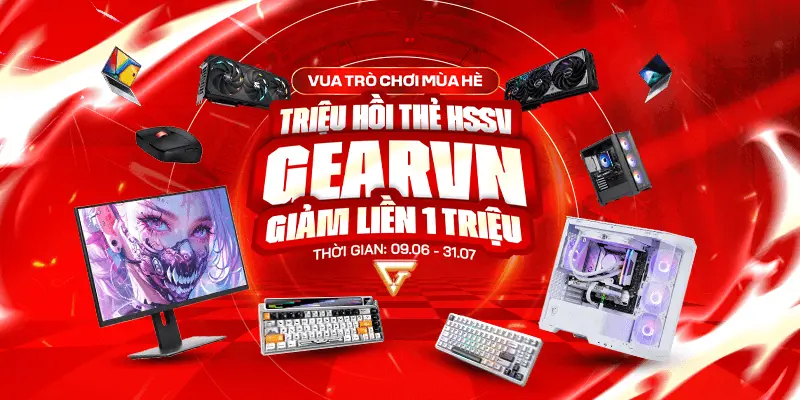 VUA TRÒ CHƠI MÙA HÈ
TRIỆU HỒI THẺ HSSV
GEARVN
GIẢM LIỀN 1 TRIỆU
THỜI GIAN: 09.06 - 31.07